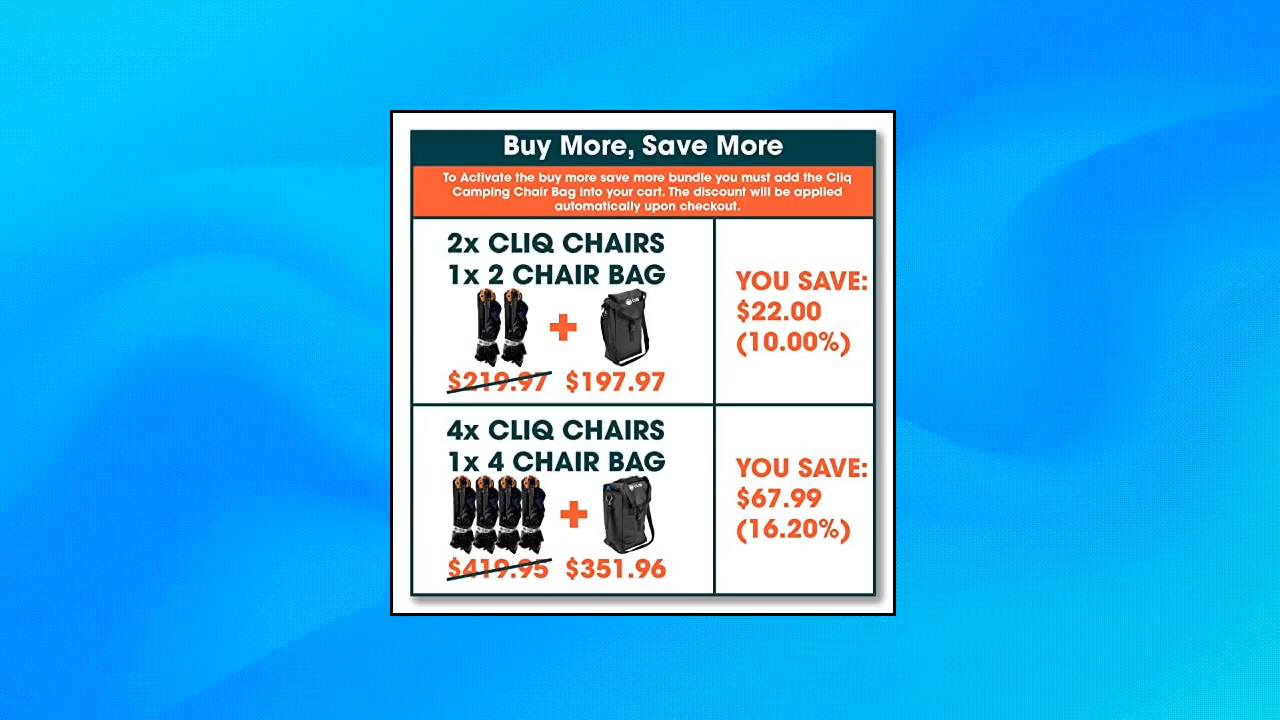 Buy More, Save More
To Activate the buy more save more bundle you must add the Cliq
Camping Chair Bag into your cart. The discount will be applied
automatically upon checkout.
2x CLIQ CHAIRS
1x 2 CHAIR BAG
$219.97 $197.97
YOU SAVE:
$22.00
(10.00%)
4x CLIQ CHAIRS
1x 4 CHAIR BAG
$419.95 $351.96
YOU SAVE:
$67.99
(16.20%)